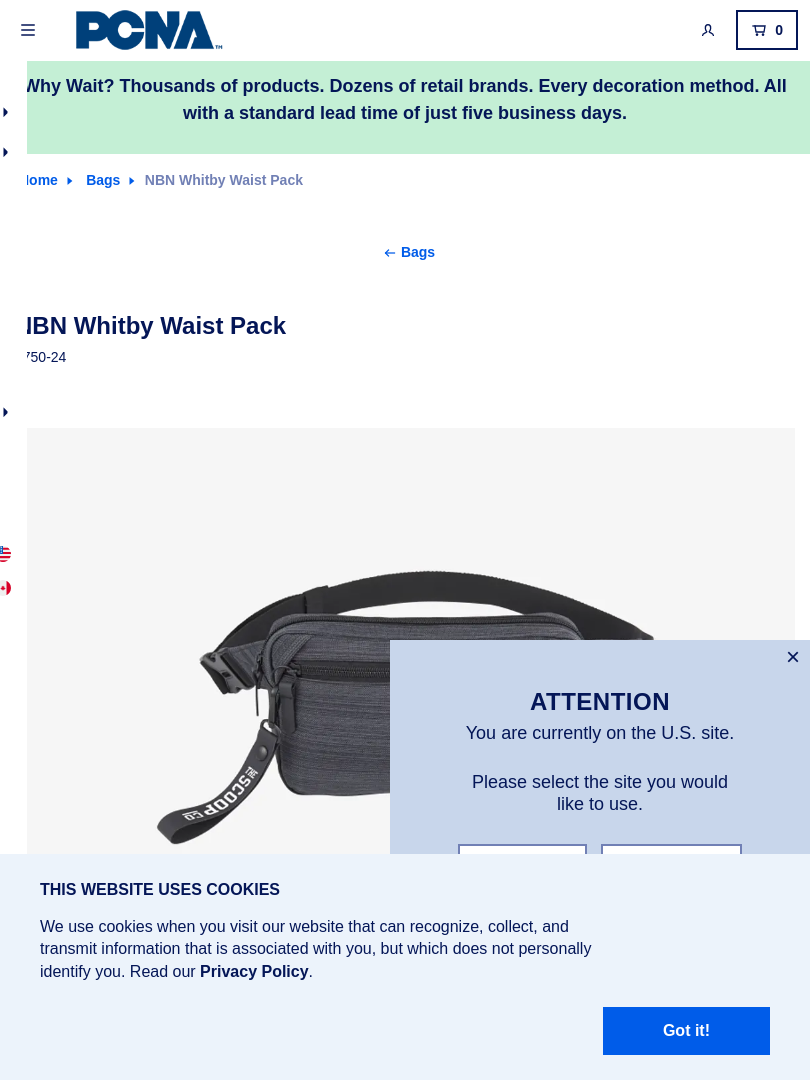 PCNA™
0
Why Wait? Thousands of products. Dozens of retail brands. Every decoration method. All
with a standard lead time of just five business days.
Bags
NBN Whitby Waist Pack
← Bags
NBN Whitby Waist Pack
750-24
THE SCOOP CO
ATTENTION
You are currently on the U.S. site.
Please select the site you would
like to use.
THIS WEBSITE USES COOKIES
We use cookies when you visit our website that can recognize, collect, and
transmit information that is associated with you, but which does not personally
identify you. Read our Privacy Policy.
Got it!